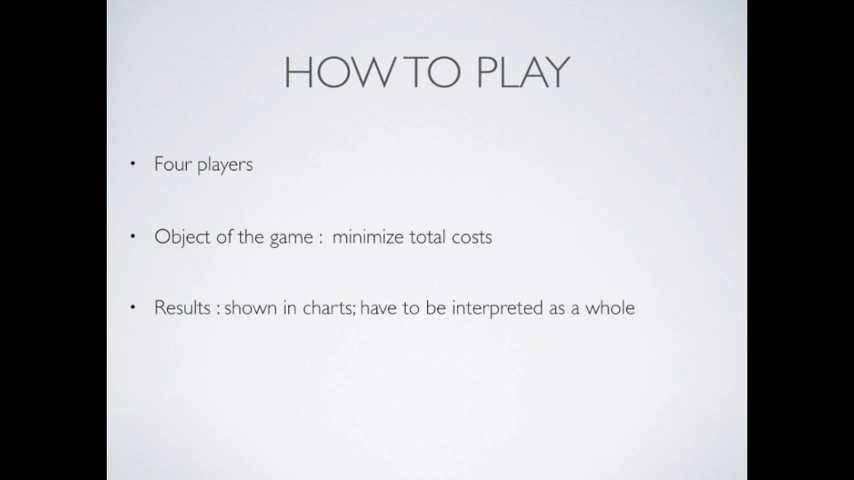 HOW TO PLAY
• Four players
• Object of the game : minimize total costs
• Results : shown in charts; have to be interpreted as a whole